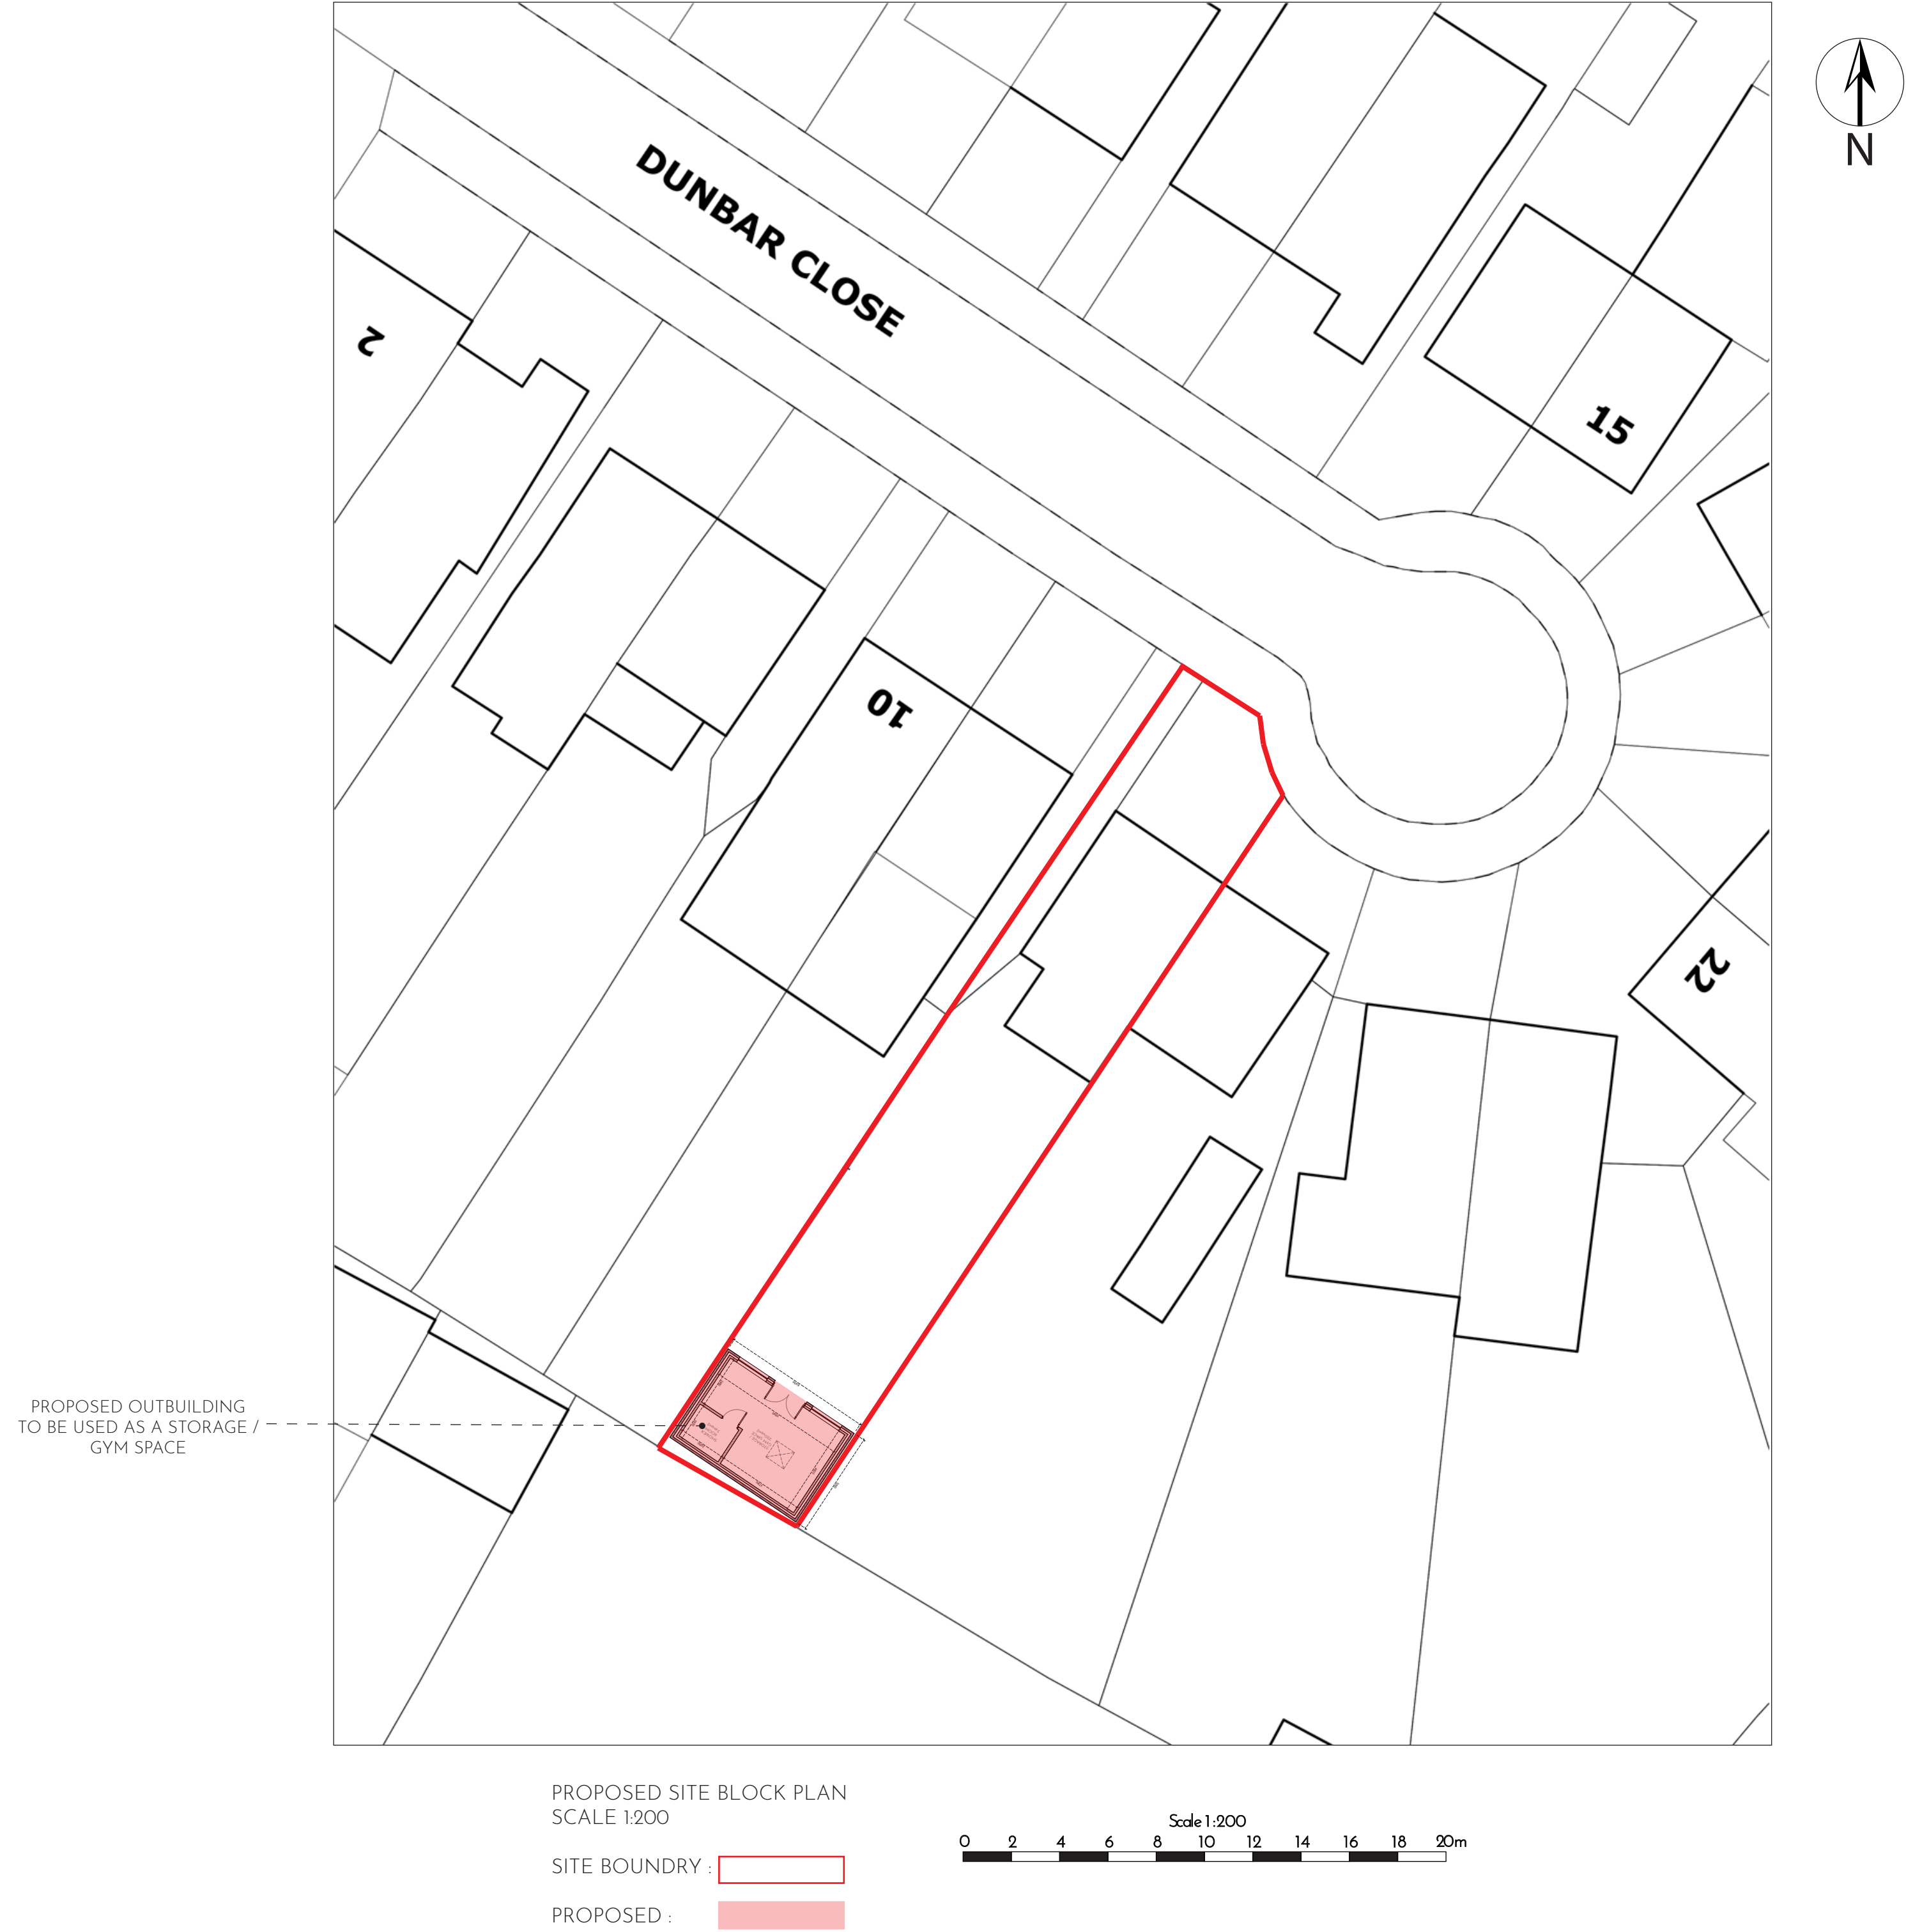 N
DUNBAR CLOSE
2
15
10
22
PROPOSED OUTBUILDING
TO BE USED AS A STORAGE /
GYM SPACE
PROPOSED SITE BLOCK PLAN
SCALE 1:200
SITE BOUNDRY :
PROPOSED :
Scale 1:200
0 2 4 6 8 10 12 14 16 18 20m